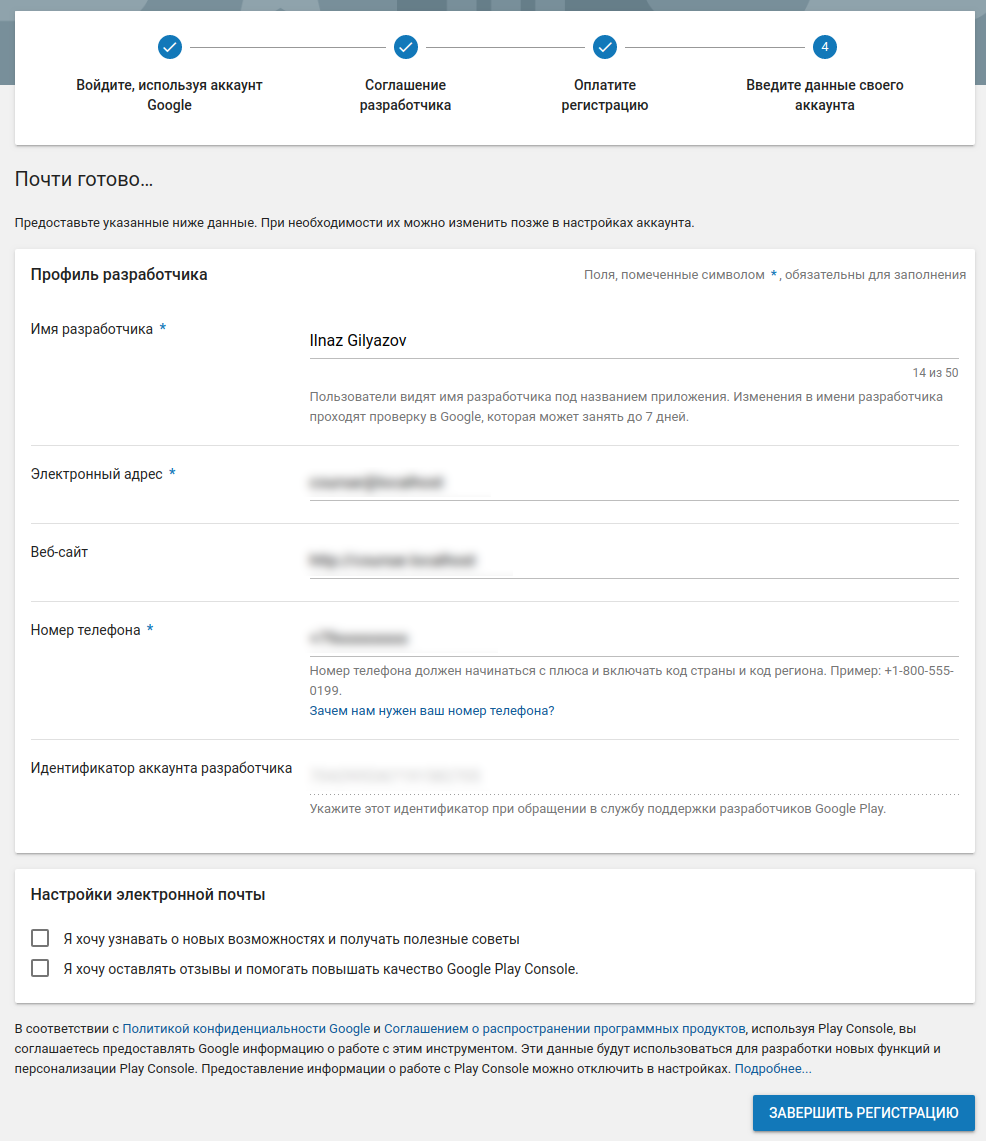 4
Войдите, используя аккаунт
Google
Соглашение
разработчика
Оплатите
регистрацию
Введите данные своего
аккаунта
Почти готово…
Предоставьте указанные ниже данные. При необходимости их можно изменить позже в настройках аккаунта.
Профиль разработчика
Поля, помеченные символом *, обязательны для заполнения
Имя разработчика *
Ilnaz Gilyazov
14 из 50
Пользователи видят имя разработчика под названием приложения. Изменения в имени разработчика
проходят проверку в Google, которая может занять до 7 дней.
Электронный адрес *
Веб-сайт
Номер телефона *
Номер телефона должен начинаться с плюса и включать код страны и код региона. Пример: +1-800-555-
0199.
Зачем нам нужен ваш номер телефона?
Идентификатор аккаунта разработчика
Укажите этот идентификатор при обращении в службу поддержки разработчиков Google Play.
Настройки электронной почты
Я хочу узнавать о новых возможностях и получать полезные советы
Я хочу оставлять отзывы и помогать повышать качество Google Play Console.
В соответствии с Политикой конфиденциальности Google и Соглашением о распространении программных продуктов, используя Play Console, вы
соглашаетесь предоставлять Google информацию о работе с этим инструментом. Эти данные будут использоваться для разработки новых функций и
персонализации Play Console. Предоставление информации о работе с Play Console можно отключить в настройках. Подробнее...
ЗАВЕРШИТЬ РЕГИСТРАЦИЮ